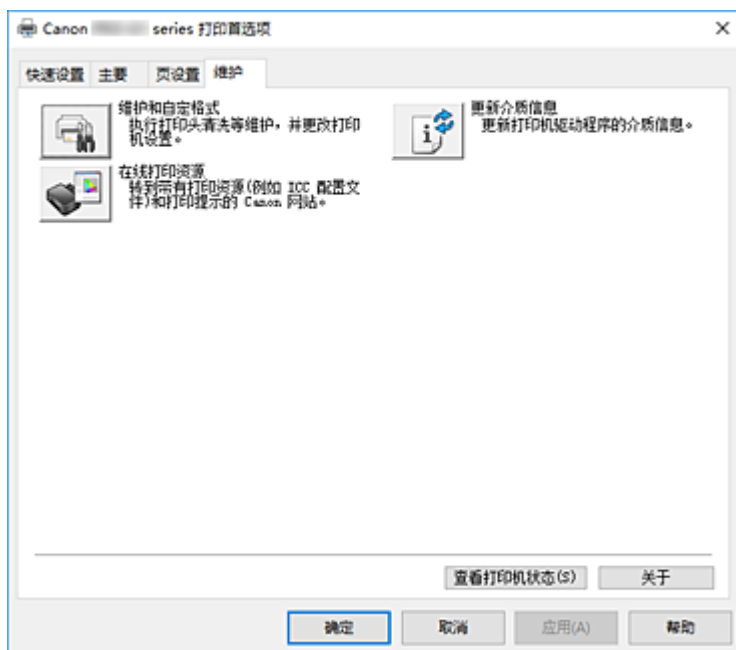 Canon series 打印首选项
快速设置 主要 页设置 维护
维护和自定格式
执行打印头清洗等维护，并更改打印
机设置。
更新介质信息
更新打印机驱动程序的介质信息。
在线打印资源
转到带有打印资源(例如 ICC 配置文
件)和打印提示的 Canon 网站。
查看打印机状态(S) 关于
确定 取消 应用(A) 帮助